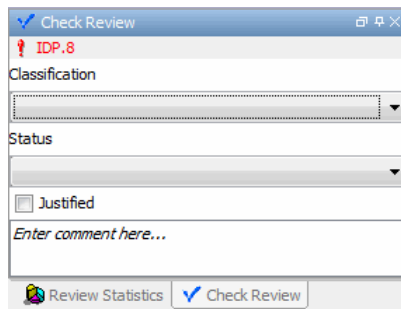 Check Review
IDP.8
Classification
Status
Justified
Enter comment here...
Review Statistics Check Review